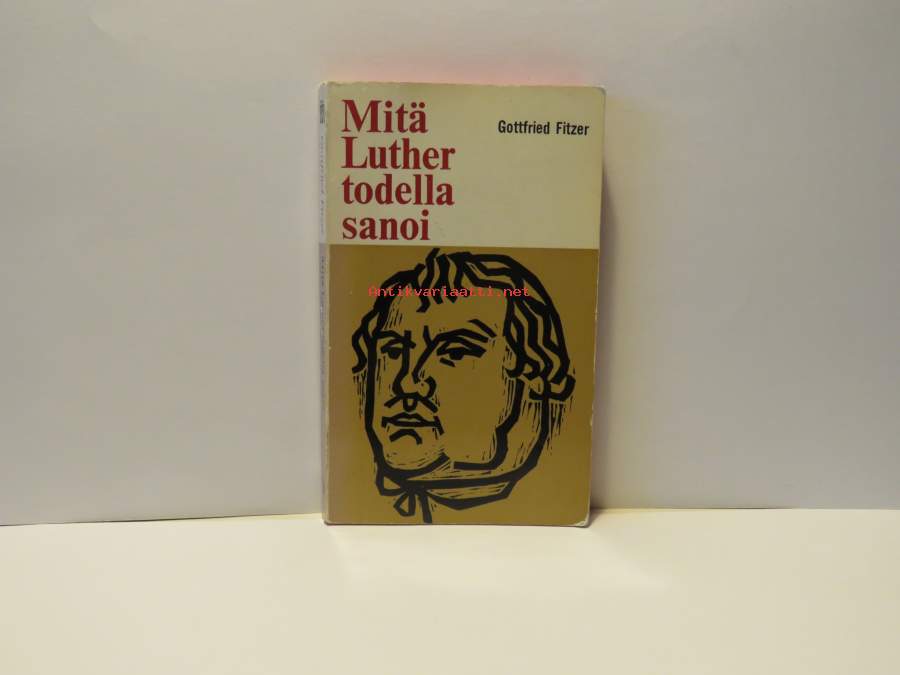 Mitä
Luther
todella
sanoi
Gottfried Fitzer
Antikvariaatti.net